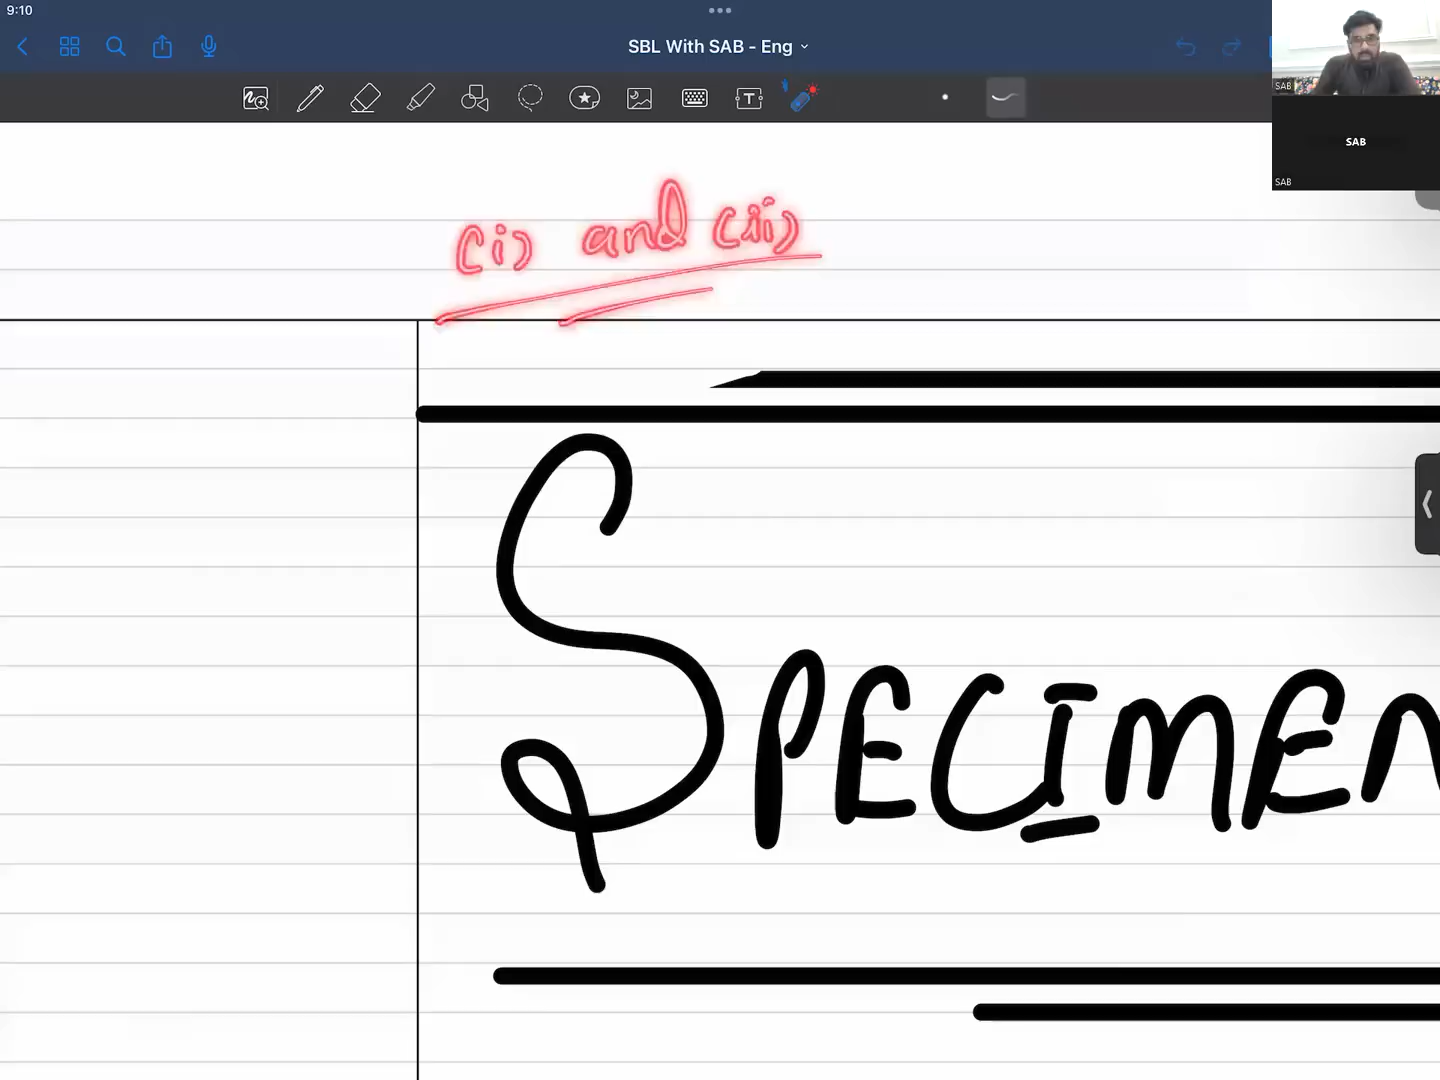 9:10
SBL With SAB - Eng
SAB
SAB
SAB
(i) and (ii)
SPECIMEN